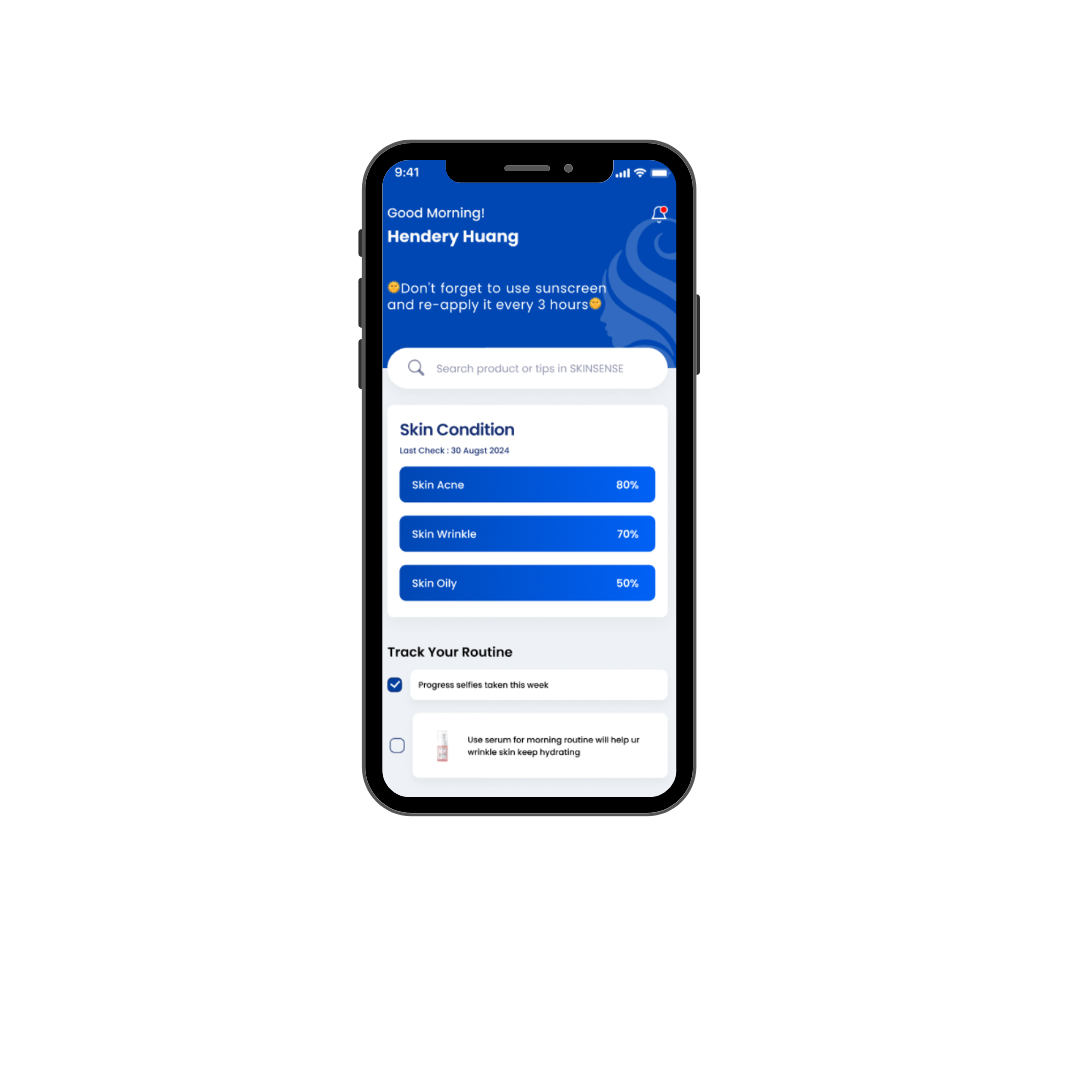 9:41
Good Morning!
Hendery Huang
🌞Don't forget to use sunscreen
and re-apply it every 3 hours🌞
Search product or tips in SKINSENSE
Skin Condition
Last Check : 30 Augst 2024
Skin Acne 80%
Skin Wrinkle 70%
Skin Oily 50%
Track Your Routine
Progress selfies taken this week
Use serum for morning routine will help ur
wrinkle skin keep hydrating